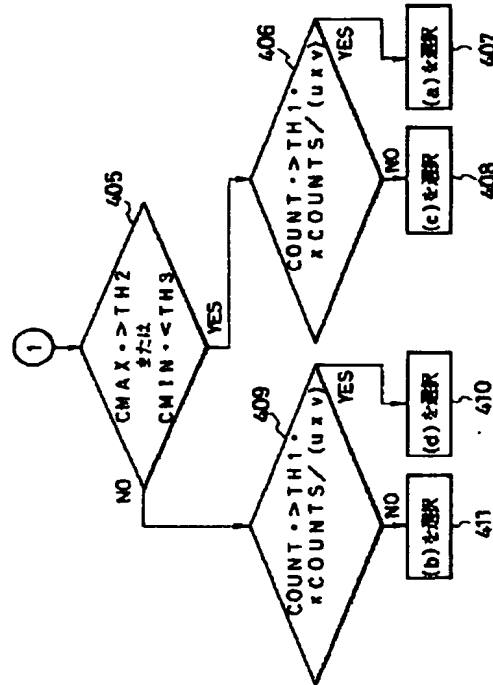 1
405
CMAX・>TH2
または
CMIN・<TH3
NO
YES
409
COUNT・>TH1・
×COUNTS/(u×v)
YES
NO
406
COUNT・>TH1・
×COUNTS/(u×v)
YES
NO
(b)を選択
411
(d)を選択
410
(c)を選択
408
(a)を選択
407